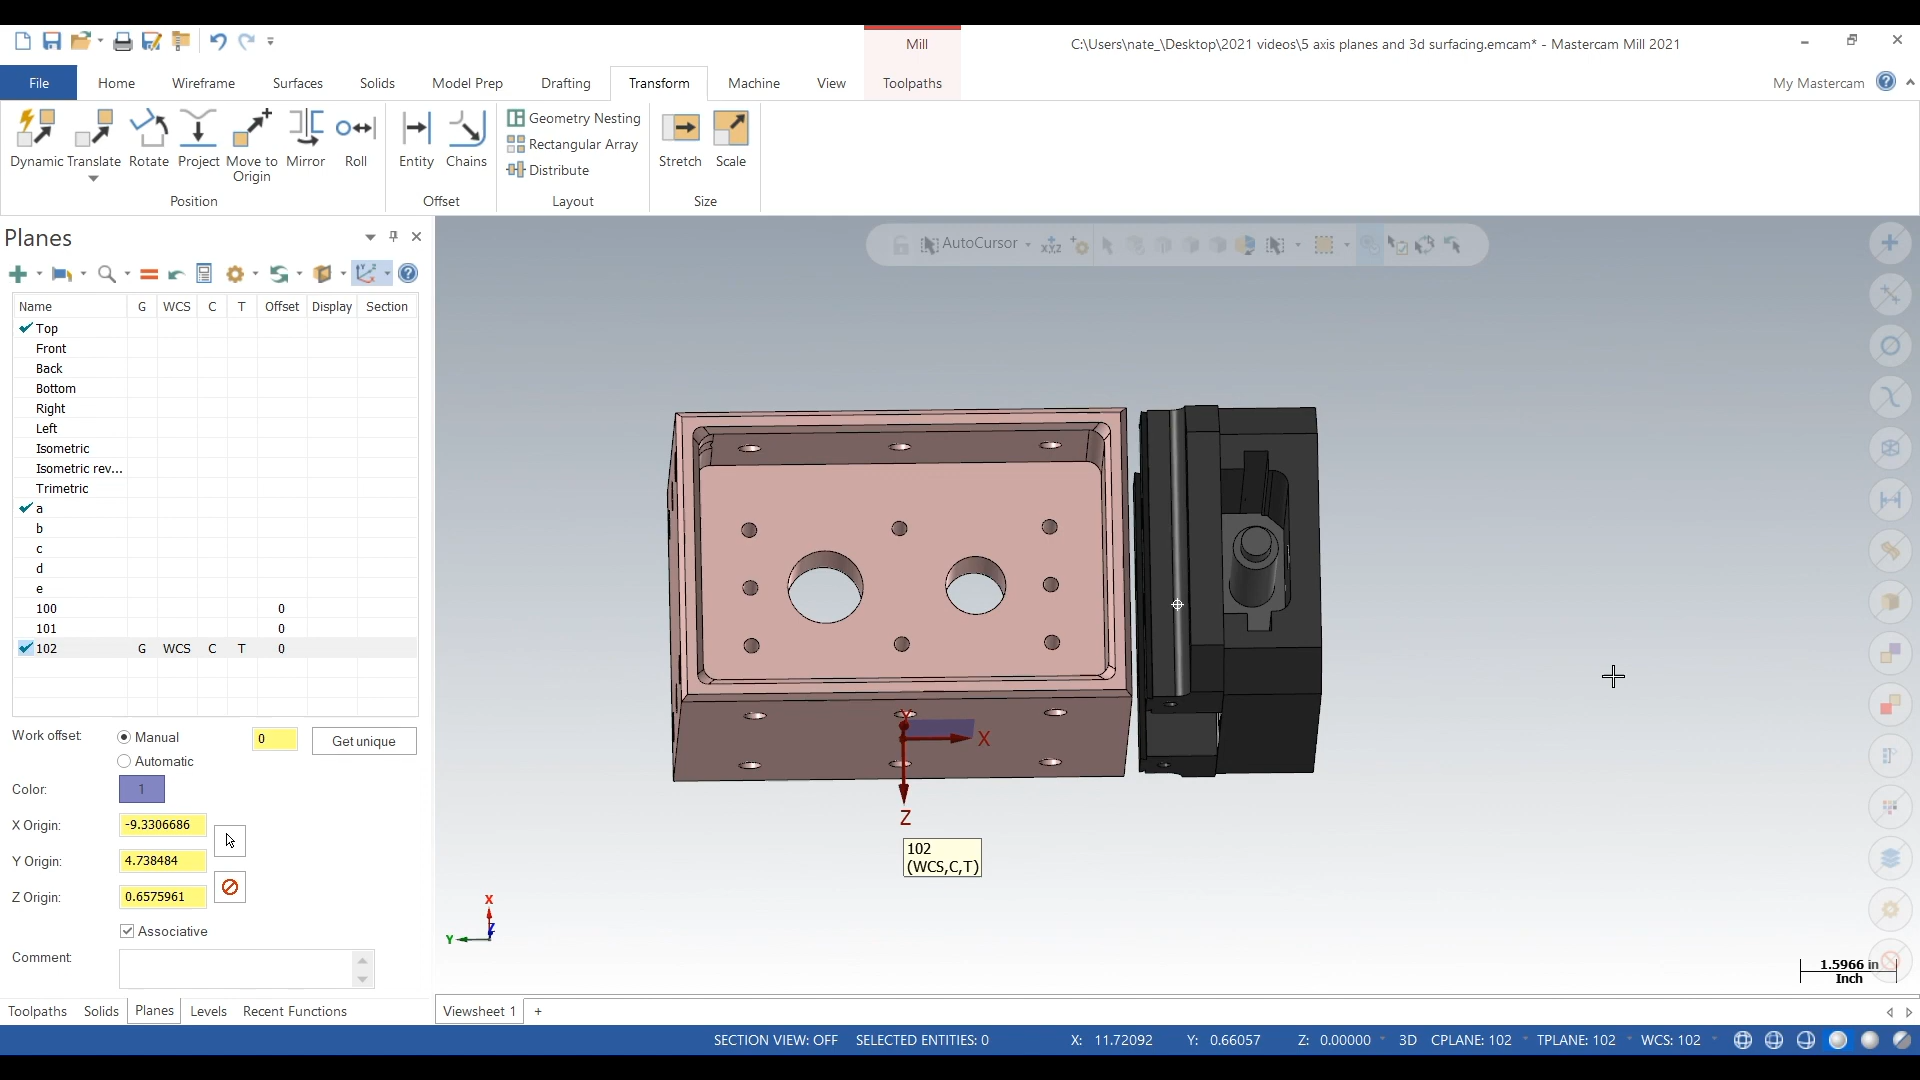 Mill
C:\Users\nate_\Desktop\2021 videos\5 axis planes and 3d surfacing.emcam* - Mastercam Mill 2021
File Home Wireframe Surfaces Solids Model Prep Drafting Transform Machine View Toolpaths My Mastercam
Dynamic Translate Rotate Project Move to Origin Mirror Roll
Position
Entity Chains
Offset
Geometry Nesting
Rectangular Array
Distribute
Layout
Stretch Scale
Size
Planes
AutoCursor
Name G WCS C T Offset Display Section
Top
Front
Back
Bottom
Right
Left
Isometric
Isometric rev...
Trimetric
a
b
c
d
e
100 0
101 0
102 G WCS C T 0
Work offset: Manual 0 Get unique
Automatic
Color: 1
X Origin: -9.3306686
Y Origin: 4.738484
Z Origin: 0.6575961
Associative
Comment:
Y
X
Z
102
(WCS,C,T)
X
Z
Y
1.5966 in
Inch
Toolpaths Solids Planes Levels Recent Functions
Viewsheet 1 +
SECTION VIEW: OFF SELECTED ENTITIES: 0 X: 11.72092 Y: 0.66057 Z: 0.00000 3D CPLANE: 102 TPLANE: 102 WCS: 102